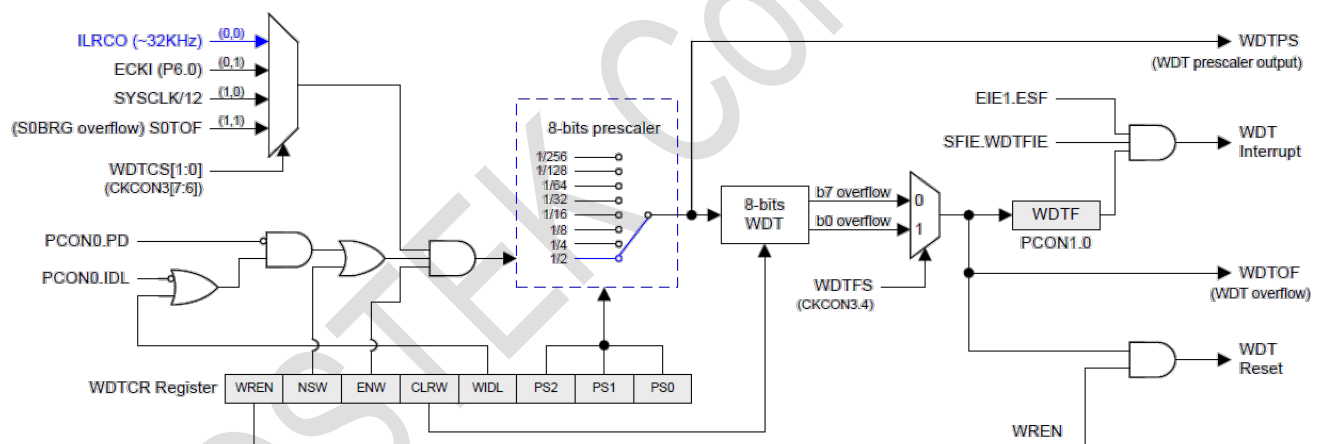 ILRCO (~32KHz)
(0,0)
ECKI (P6.0)
(0,1)
SYSCLK/12
(1,0)
(S0BRG overflow) S0TOF
(1,1)
WDTCS[1:0]
(CKCON3[7:6])
PCON0.PD
PCON0.IDL
8-bits prescaler
1/256
1/128
1/64
1/32
1/16
1/8
1/4
1/2
8-bits
WDT
b7 overflow
b0 overflow
0
1
WDTFS
(CKCON3.4)
WDTPS
(WDT prescaler output)
EIE1.ESF
SFIE.WDTFIE
WDT
Interrupt
WDTF
PCON1.0
WDTOF
(WDT overflow)
WDT
Reset
WREN
WDTCR Register
WREN NSW ENW CLRW WIDL PS2 PS1 PS0